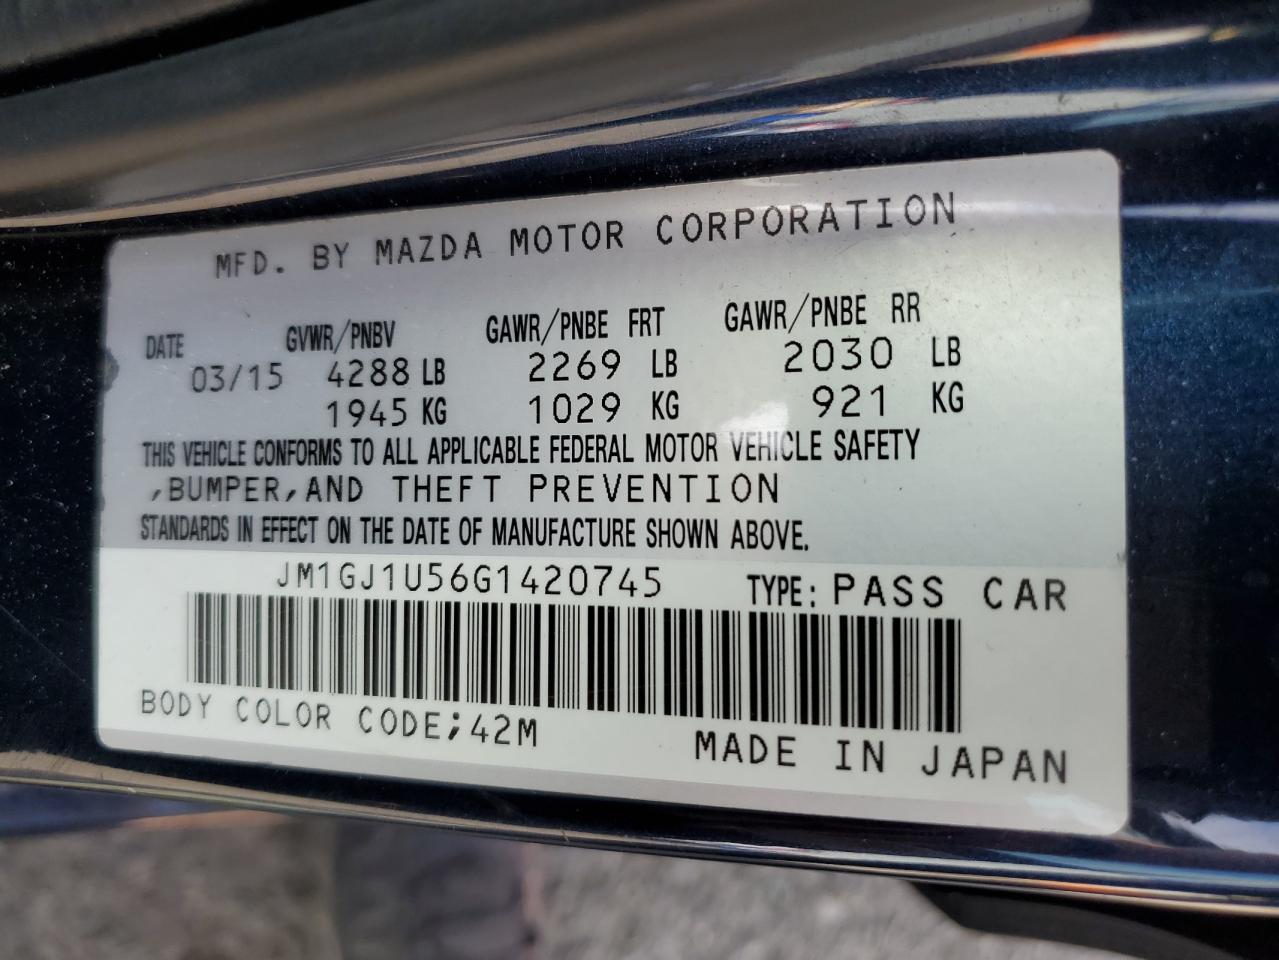 MFD. BY MAZDA MOTOR CORPORATION
DATE GVWR/PNBV GAWR/PNBE FRT GAWR/PNBE RR
03/15 4288 LB 2269 LB 2030 LB
1945 KG 1029 KG 921 KG
THIS VEHICLE CONFORMS TO ALL APPLICABLE FEDERAL MOTOR VEHICLE SAFETY
,BUMPER,AND THEFT PREVENTION
STANDARDS IN EFFECT ON THE DATE OF MANUFACTURE SHOWN ABOVE.
JM1GJ1U56G1420745 TYPE: PASS CAR
BODY COLOR CODE;42M MADE IN JAPAN